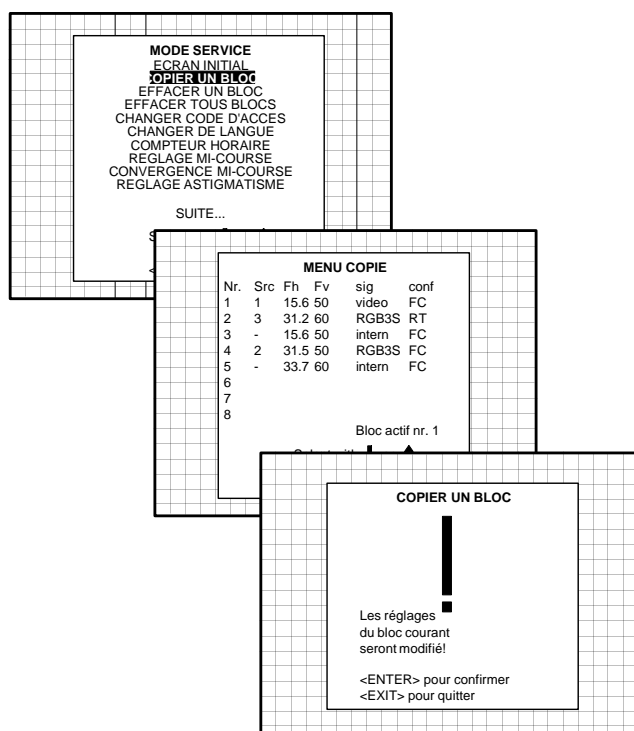 MODE SERVICE
ECRAN INITIAL
COPIER UN BLOC
EFFACER UN BLOC
EFFACER TOUS BLOCS
CHANGER CODE D'ACCES
CHANGER DE LANGUE
COMPTEUR HORAIRE
REGLAGE MI-COURSE
CONVERGENCE MI-COURSE
REGLAGE ASTIGMATISME
SUITE...
MENU COPIE
Nr. Src Fh Fv sig conf
1 1 15.6 50 video FC
2 3 31.2 60 RGB3S RT
3 - 15.6 50 intern FC
4 2 31.5 50 RGB3S FC
5 - 33.7 60 intern FC
6
7
8
Bloc actif nr. 1
COPIER UN BLOC
Les réglages
du bloc courant
seront modifié!
<ENTER> pour confirmer
<EXIT> pour quitter